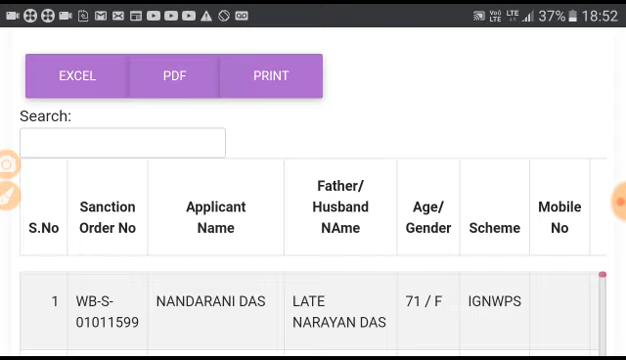 37% 18:52
EXCEL PDF PRINT
Search:
S.No Sanction Order No Applicant Name Father/ Husband NAme Age/ Gender Scheme Mobile No
1 WB-S-01011599 NANDARANI DAS LATE NARAYAN DAS 71 / F IGNWPS